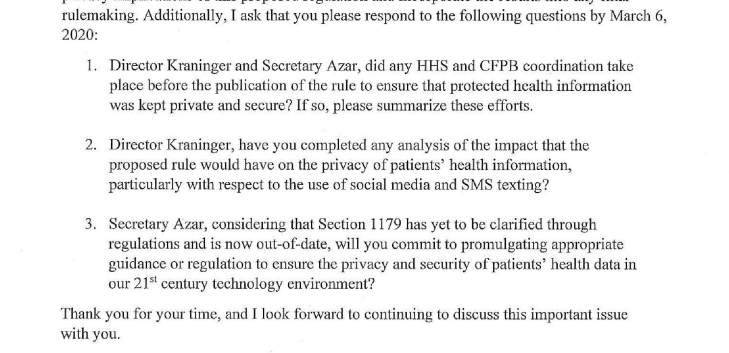 rulemaking. Additionally, I ask that you please respond to the following questions by March 6,
2020:
1. Director Kraninger and Secretary Azar, did any HHS and CFPB coordination take
place before the publication of the rule to ensure that protected health information
was kept private and secure? If so, please summarize these efforts.
2. Director Kraninger, have you completed any analysis of the impact that the
proposed rule would have on the privacy of patients' health information,
particularly with respect to the use of social media and SMS texting?
3. Secretary Azar, considering that Section 1179 has yet to be clarified through
regulations and is now out-of-date, will you commit to promulgating appropriate
guidance or regulation to ensure the privacy and security of patients' health data in
our 21st century technology environment?
Thank you for your time, and I look forward to continuing to discuss this important issue
with you.